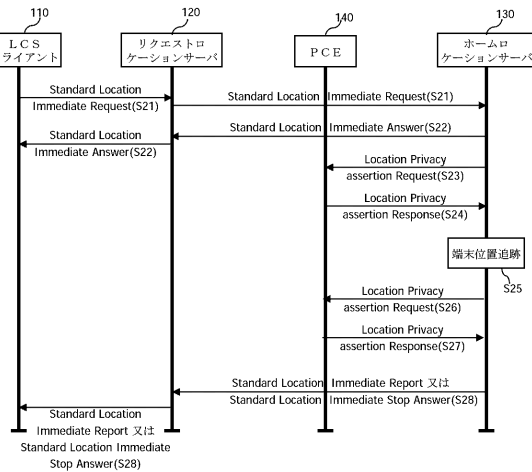 110
120
140
130
LCS
ライアント
リクエストロ
ケーションサーバ
PCE
ホームロ
ケーションサーバ
Standard Location
Immediate Request(S21)
Standard Location Immediate Request(S21)
Standard Location
Immediate Answer(S22)
Standard Location Immediate Answer(S22)
Location Privacy
assertion Request(S23)
Location Privacy
assertion Response(S24)
端末位置追跡
S25
Location Privacy
assertion Request(S26)
Location Privacy
assertion Response(S27)
Standard Location Immediate Report 又は
Standard Location Immediate Stop Answer(S28)
Standard Location
Immediate Report 又は
Standard Location Immediate
Stop Answer(S28)